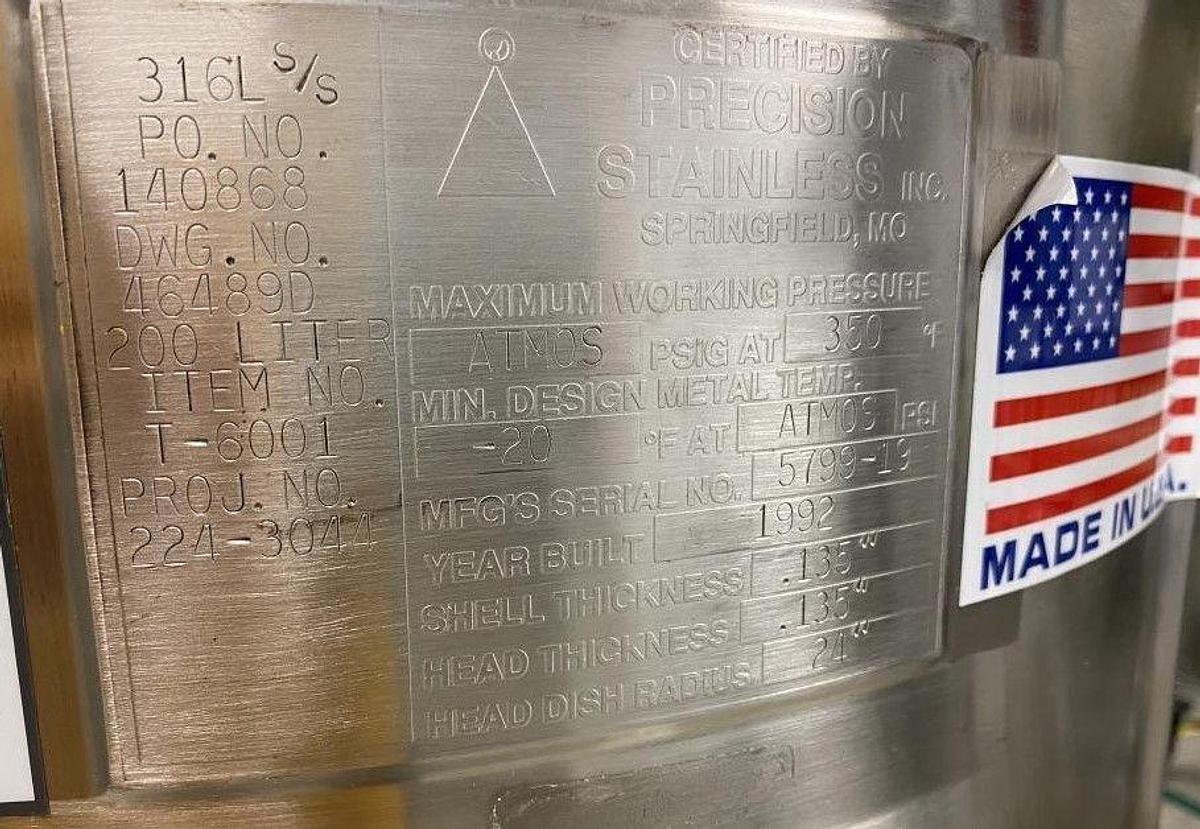 316L S/S
PO. NO.
140868
DWG. NO.
46489D
200 LITER
ITEM NO.
T-6001
PROJ. NO.
224-3044
CERTIFIED BY
PRECISION
STAINLESS INC.
SPRINGFIELD, MO
MAXIMUM WORKING PRESSURE
ATMOS PSIG AT 350 °F
MIN. DESIGN METAL TEMP.
-20 °F AT ATMOS PSI
MFG'S SERIAL NO. 5799-19
YEAR BUILT 1992
SHELL THICKNESS .135"
HEAD THICKNESS .135"
HEAD DISH RADIUS 24"
MADE IN U.S.A.